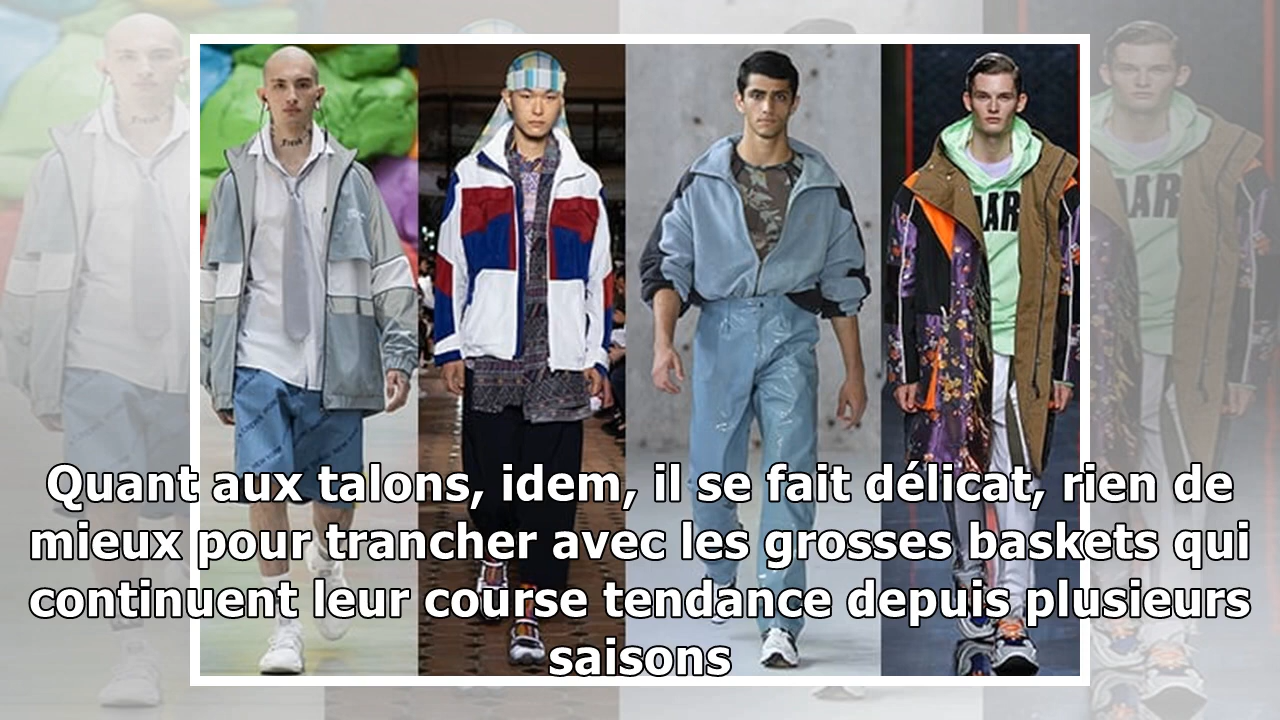 Quant aux talons, idem, il se fait délicat, rien de
mieux pour trancher avec les grosses baskets qui
continuent leur course tendance depuis plusieurs
saisons